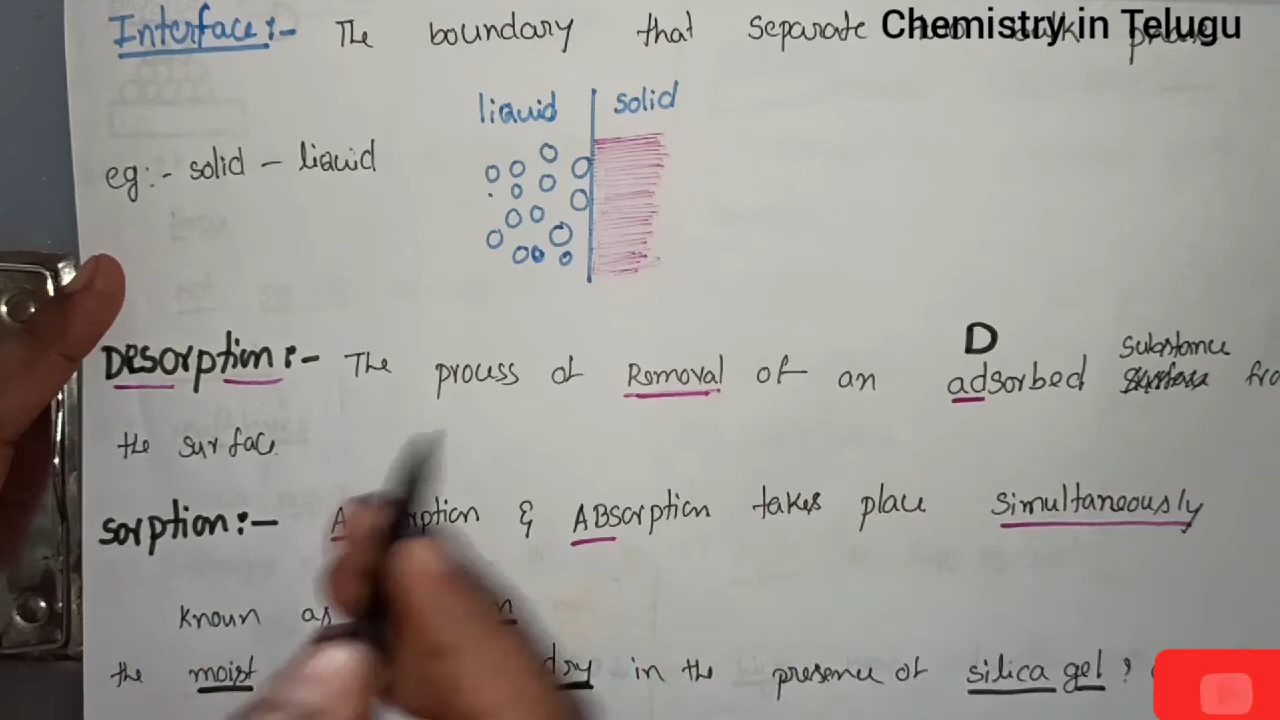 Interface:- The boundary that separate
Chemistry in Telugu
liquid solid
eg:- solid - liquid
D
substance
Desorption:- The process of Removal of an adsorbed
the surface.
sorption:- & ABsorption takes place simultaneously
known as
the moist dry in the presence of silica gel?